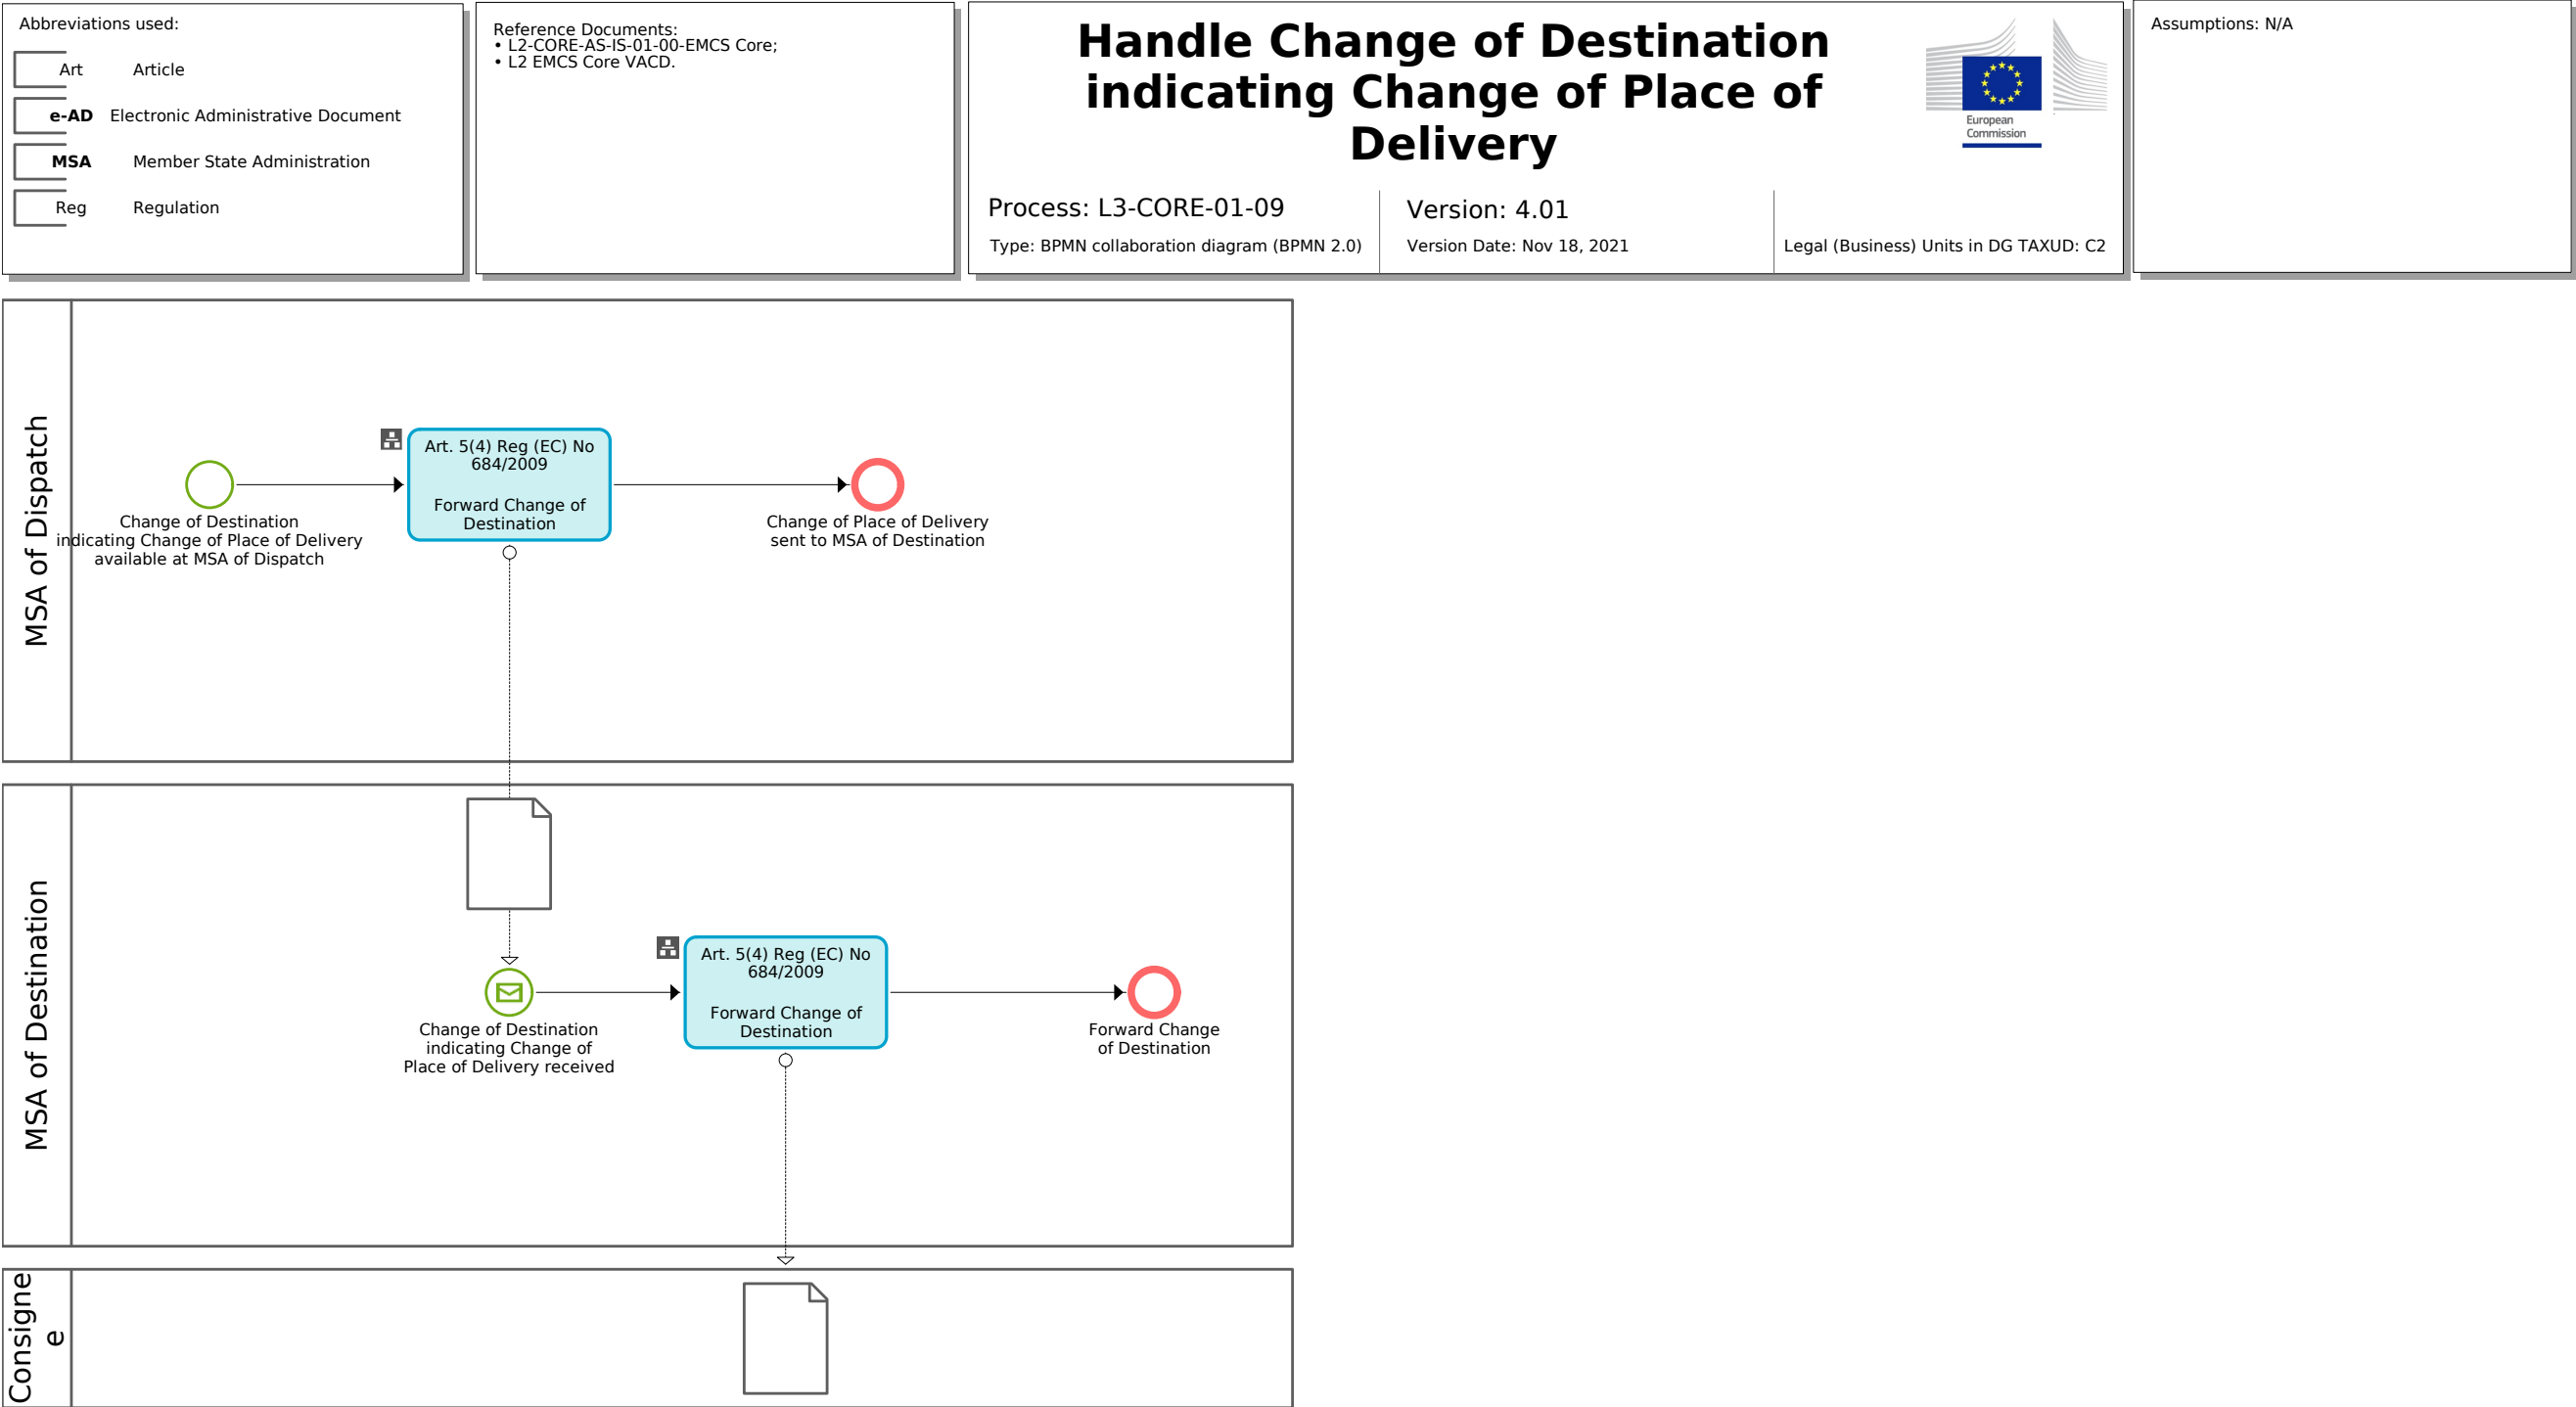 Abbreviations used:
Art Article
e-AD Electronic Administrative Document
MSA Member State Administration
Reg Regulation
Reference Documents:
• L2-CORE-AS-IS-01-00-EMCS Core;
• L2 EMCS Core VACD.
Handle Change of Destination
indicating Change of Place of
Delivery
European
Commission
Process: L3-CORE-01-09
Version: 4.01
Type: BPMN collaboration diagram (BPMN 2.0)
Version Date: Nov 18, 2021
Legal (Business) Units in DG TAXUD: C2
Assumptions: N/A
MSA of Dispatch
Change of Destination
indicating Change of Place of Delivery
available at MSA of Dispatch
Art. 5(4) Reg (EC) No
684/2009
Forward Change of
Destination
Change of Place of Delivery
sent to MSA of Destination
MSA of Destination
Change of Destination
indicating Change of
Place of Delivery received
Art. 5(4) Reg (EC) No
684/2009
Forward Change of
Destination
Forward Change
of Destination
Consigne
e